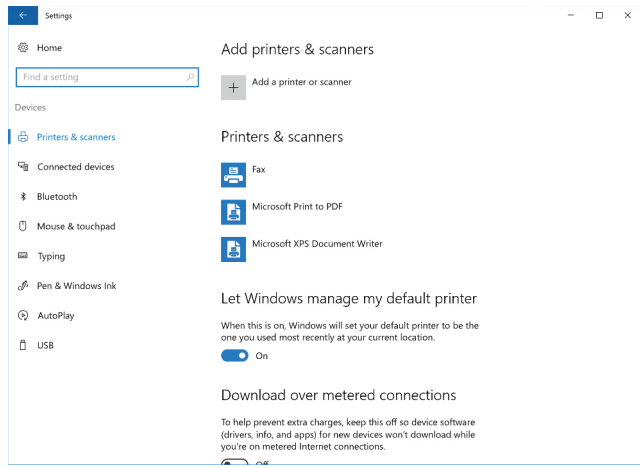 Settings
Home
Find a setting
Devices
Printers & scanners
Connected devices
Bluetooth
Mouse & touchpad
Typing
Pen & Windows Ink
AutoPlay
USB
Add printers & scanners
Add a printer or scanner
Printers & scanners
Fax
Microsoft Print to PDF
Microsoft XPS Document Writer
Let Windows manage my default printer
When this is on, Windows will set your default printer to be the
one you used most recently at your current location.
On
Download over metered connections
To help prevent extra charges, keep this off so device software
(drivers, info, and apps) for new devices won't download while
you're on metered Internet connections.
Off